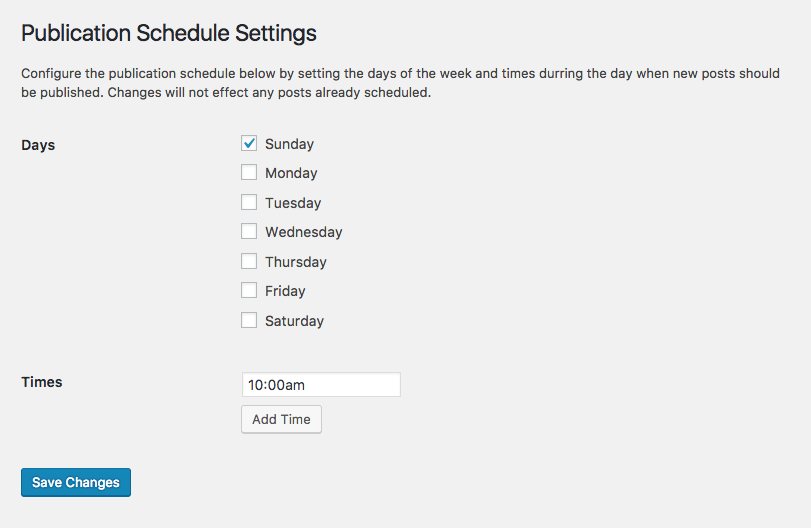 Publication Schedule Settings
Configure the publication schedule below by setting the days of the week and times durring the day when new posts should
be published. Changes will not effect any posts already scheduled.
Days
Sunday
Monday
Tuesday
Wednesday
Thursday
Friday
Saturday
Times
10:00am
Add Time
Save Changes